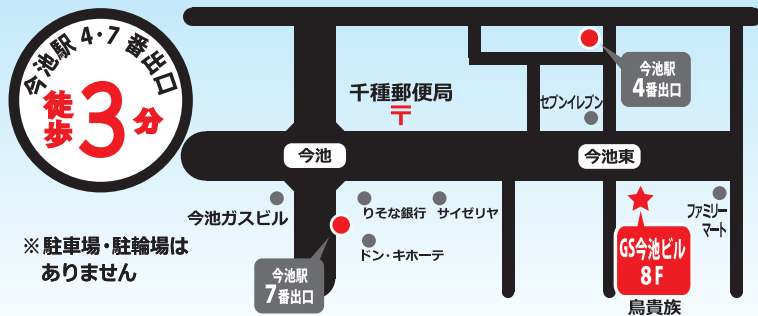 今池駅 4・7 番出口
徒歩3分
※ 駐車場・駐輪場は
ありません
千種郵便局
〒
今池
今池東
セブンイレブン
今池駅
4番出口
今池ガスビル
りそな銀行
サイゼリヤ
ドン・キホーテ
今池駅
7番出口
ファミリー
マート
GS今池ビル
8F
鳥貴族